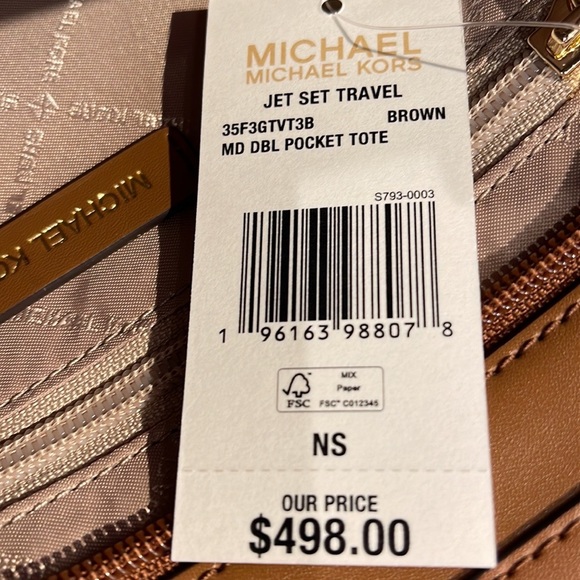 MICHAEL
MICHAEL KORS
JET SET TRAVEL
35F3GTVT3B BROWN
MD DBL POCKET TOTE
S793-0003
1 96163 98807 8
FSC
MIX
Paper
FSC® C012345
NS
OUR PRICE
$498.00
MICHAEL KO